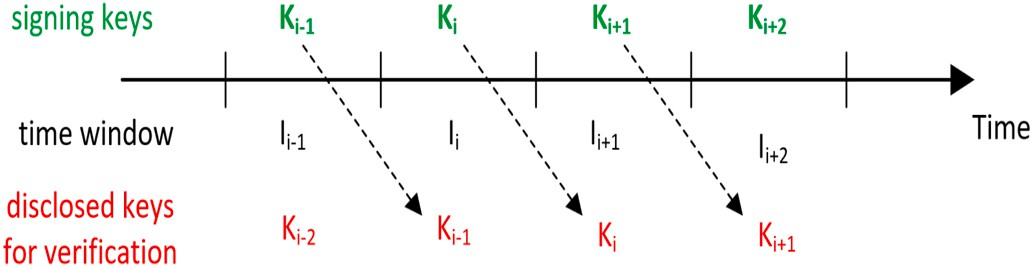 signing keys K_{i-1} K_i K_{i+1} K_{i+2}
time window I_{i-1} I_i I_{i+1} I_{i+2} Time
disclosed keys
for verification K_{i-2} K_{i-1} K_i K_{i+1}